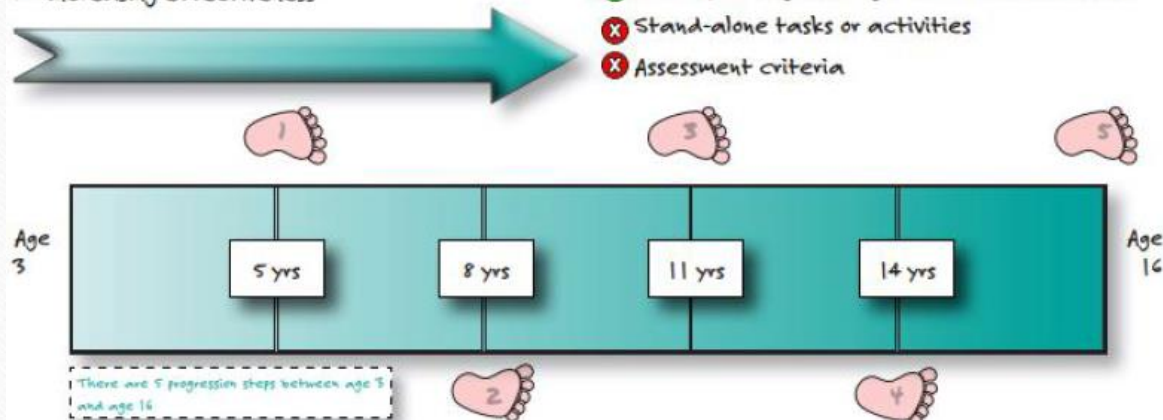 Stand-alone tasks or activities
Assessment criteria
1
3
5
Age
3
5 yrs
8 yrs
11 yrs
14 yrs
Age
16
There are 5 progression steps between age 3
and age 16
2
4